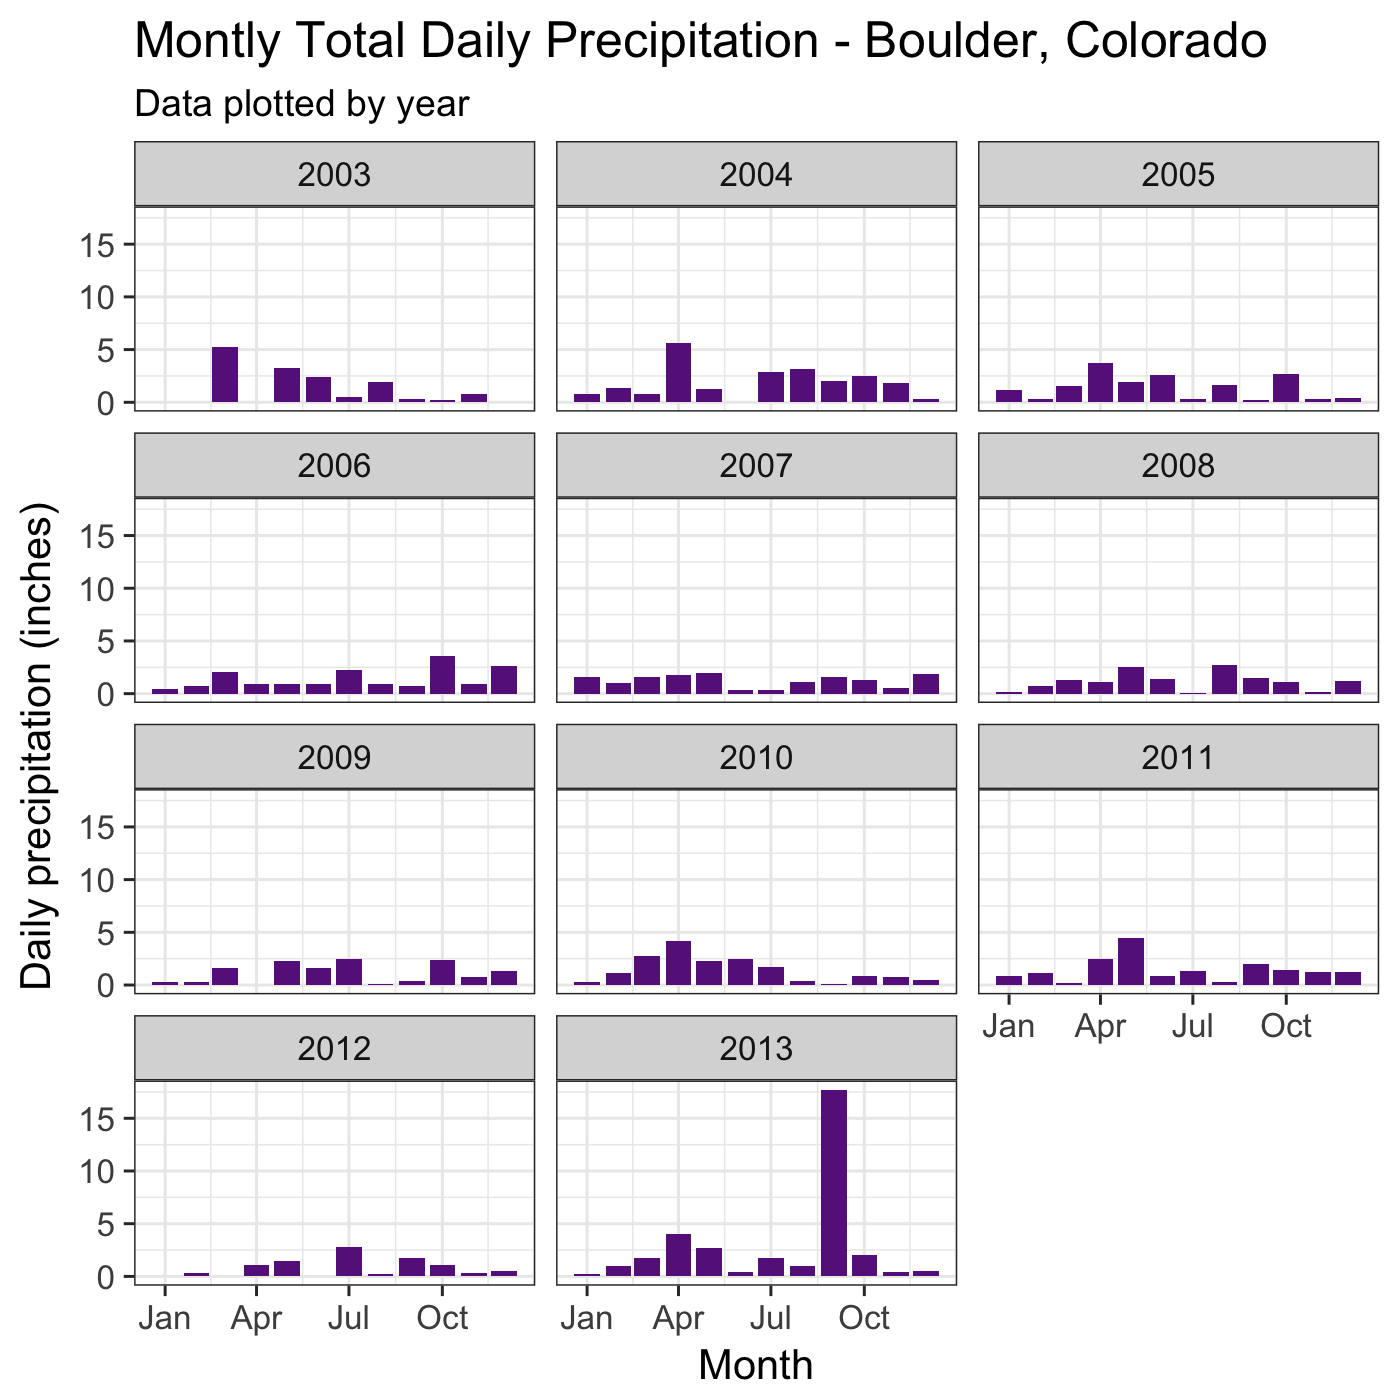 Montly Total Daily Precipitation - Boulder, Colorado
Data plotted by year
2003 2004 2005
15
10
5
0
2006 2007 2008
Daily precipitation (inches)
15
10
5
0
2009 2010 2011
15
10
5
0
Jan Apr Jul Oct
2012 2013
15
10
5
0
Jan Apr Jul Oct Jan Apr Jul Oct
Month